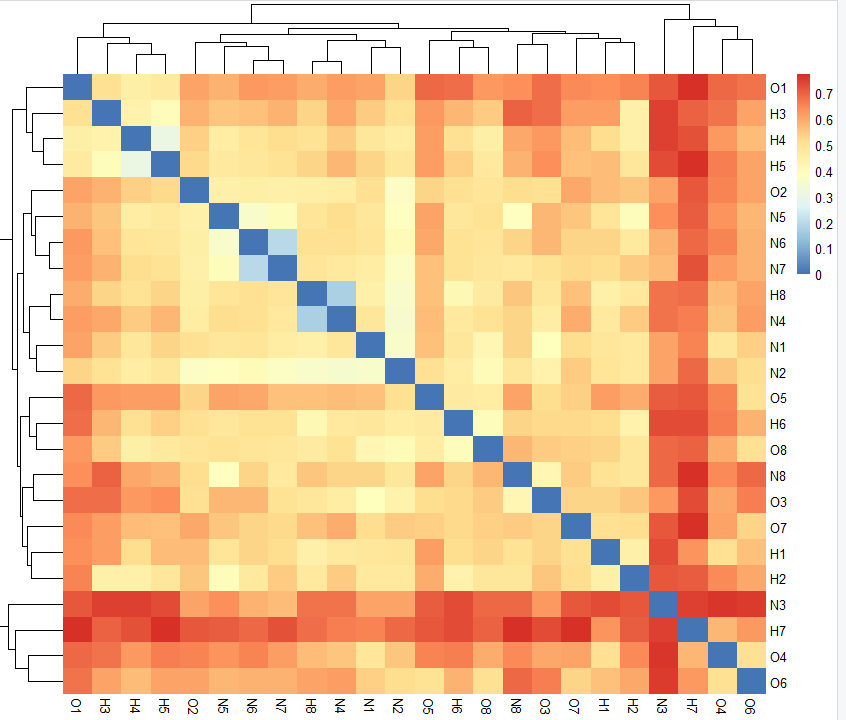 O1
H3
H4
H5
O2
N5
N6
N7
H8
N4
N1
N2
O5
H6
O8
N8
O3
O7
H1
H2
N3
H7
O4
O6
0.7
0.6
0.5
0.4
0.3
0.2
0.1
0
O1 H3 H4 H5 O2 N5 N6 N7 H8 N4 N1 N2 O5 H6 O8 N8 O3 O7 H1 H2 N3 H7 O4 O6